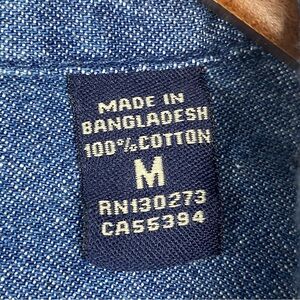 MADE IN
BANGLADESH
100% COTTON
M
RN130273
CA55394